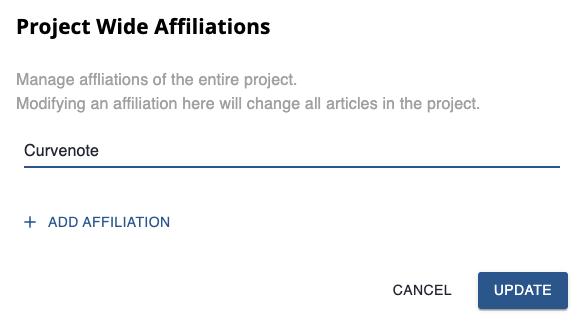 Project Wide Affiliations
Manage affliations of the entire project.
Modifying an affiliation here will change all articles in the project.
Curvenote
+ ADD AFFILIATION
CANCEL
UPDATE